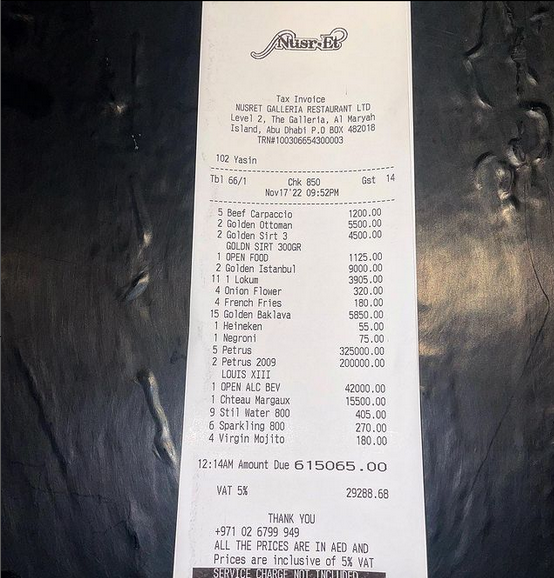 Nusr-Et
Tax Invoice
NUSRET GALLERIA RESTAURANT LTD
Level 2, The Galleria, Al Maryah
Island, Abu Dhabi P.O BOX 482018
TRN#100306654300003
102 Yasin
Tbl 66/1 Chk 850 Gst 14
Nov17'22 09:52PM
5 Beef Carpaccio 1200.00
2 Golden Ottoman 5500.00
2 Golden Sirt 3 4500.00
GOLDN SIRT 300GR
1 OPEN FOOD 1125.00
2 Golden Istanbul 9000.00
11 1 Lokum 3905.00
4 Onion Flower 320.00
4 French Fries 180.00
15 Golden Baklava 5850.00
1 Heineken 55.00
1 Negroni 75.00
5 Petrus 325000.00
2 Petrus 2009 200000.00
LOUIS XIII
1 OPEN ALC BEV 42000.00
1 Chteau Margaux 15500.00
9 Stil Water 800 405.00
6 Sparkling 800 270.00
4 Virgin Mojito 180.00
12:14AM Amount Due 615065.00
VAT 5% 29288.68
THANK YOU
+971 02 6799 949
ALL THE PRICES ARE IN AED AND
Prices are inclusive of 5% VAT
SERVICE CHARGE NOT INCLUDED